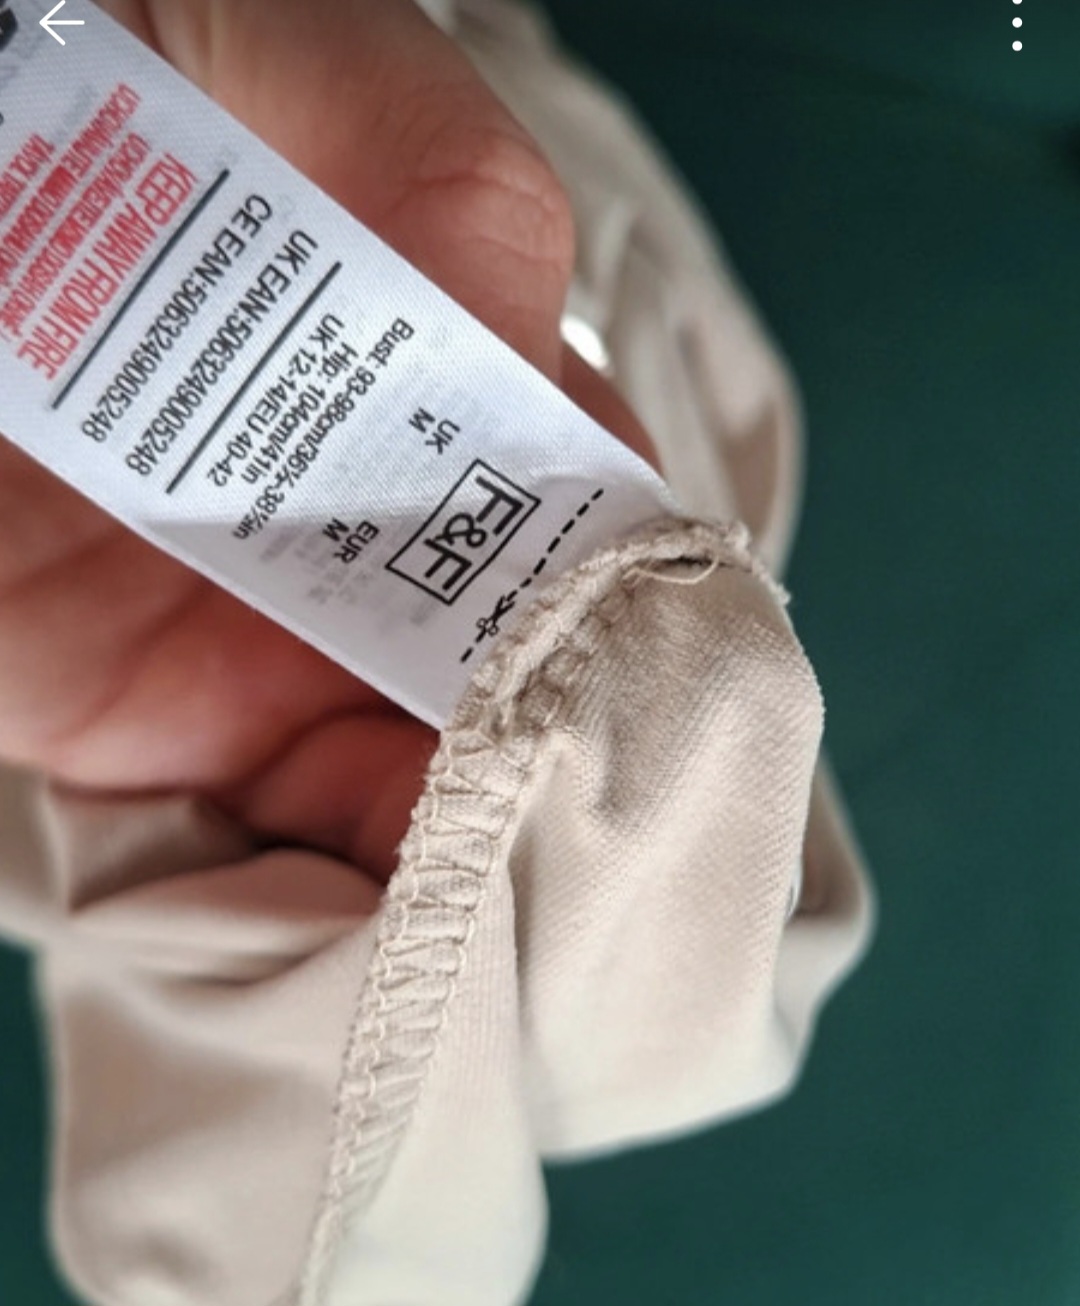 F&F
UK EUR
M M
Bust: 93-98cm/36½-38½in
Hip: 104cm/41in
UK 12-14/EU 40-42
UK EAN:5063249005248
CE EAN:5063249005248
KEEP AWAY FROM FIRE